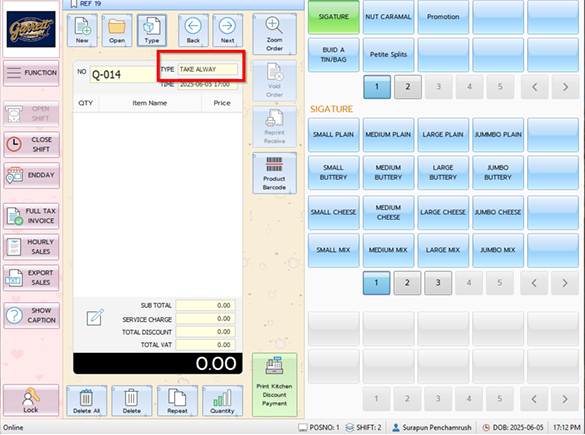 REF 19
Garrett
New
Open
Type
Back
Next
Zoom Order
FUNCTION
NO Q-014
TYPE TAKE ALWAY
TIME 2025-06-05 17:00
Void Order
OPEN SHIFT
QTY Item Name Price
Reprint Receive
CLOSE SHIFT
ENDDAY
Product Barcode
FULL TAX INVOICE
HOURLY SALES
EXPORT SALES
SHOW CAPTION
SUB TOTAL 0.00
SERVICE CHARGE 0.00
TOTAL DISCOUNT 0.00
TOTAL VAT 0.00
0.00
Print Kitchen Discount Payment
Lock
Delete All
Delete
Repeat
Quantity
SIGATURE
NUT CARAMAL
Promotion
BUID A TIN/BAG
Petite Splits
1 2 3 4 5 < >
SIGATURE
SMALL PLAIN
MEDIUM PLAIN
LARGE PLAIN
JUMMBO PLAIN
SMALL BUTTERY
MEDIUM BUTTERY
LARGE BUTTERY
JUMBO BUTTERY
SMALL CHEESE
MEDIUM CHEESE
LARGE CHEESE
JUMBO CHEESE
SMALL MIX
MEDIUM MIX
LARGE MIX
JUMBO MIX
1 2 3 4 5 < >
1 2 3 4 5 < >
Online
POSNO: 1
SHIFT: 2
Surapun Penchamrush
DOB: 2025-06-05
17:12 PM